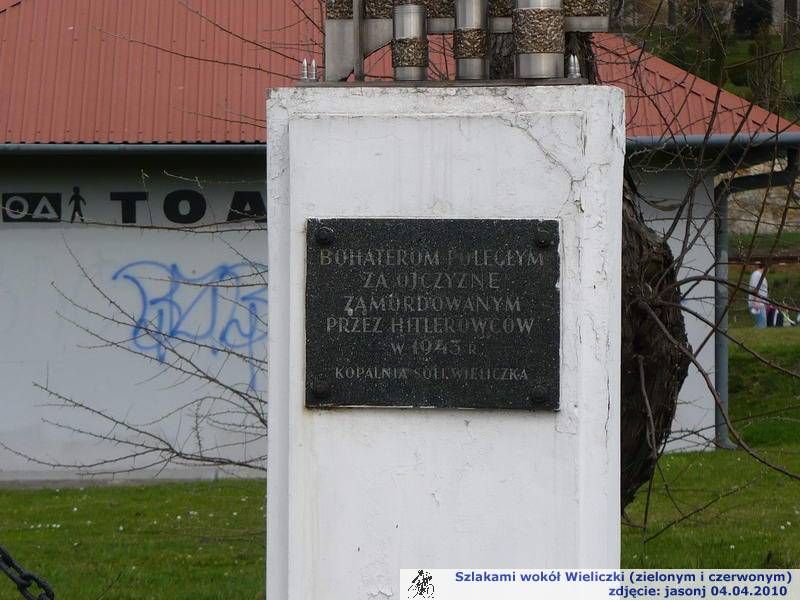 TOA
BOHATEROM POLEGŁYM
ZA OJCZYZNĘ
ZAMORDOWANYM
PRZEZ HITLEROWCÓW
W 1943 R.
KOPALNIA SOLI WIELICZKA
Szlakami wokół Wieliczki (zielonym i czerwonym)
zdjęcie: jasonj 04.04.2010